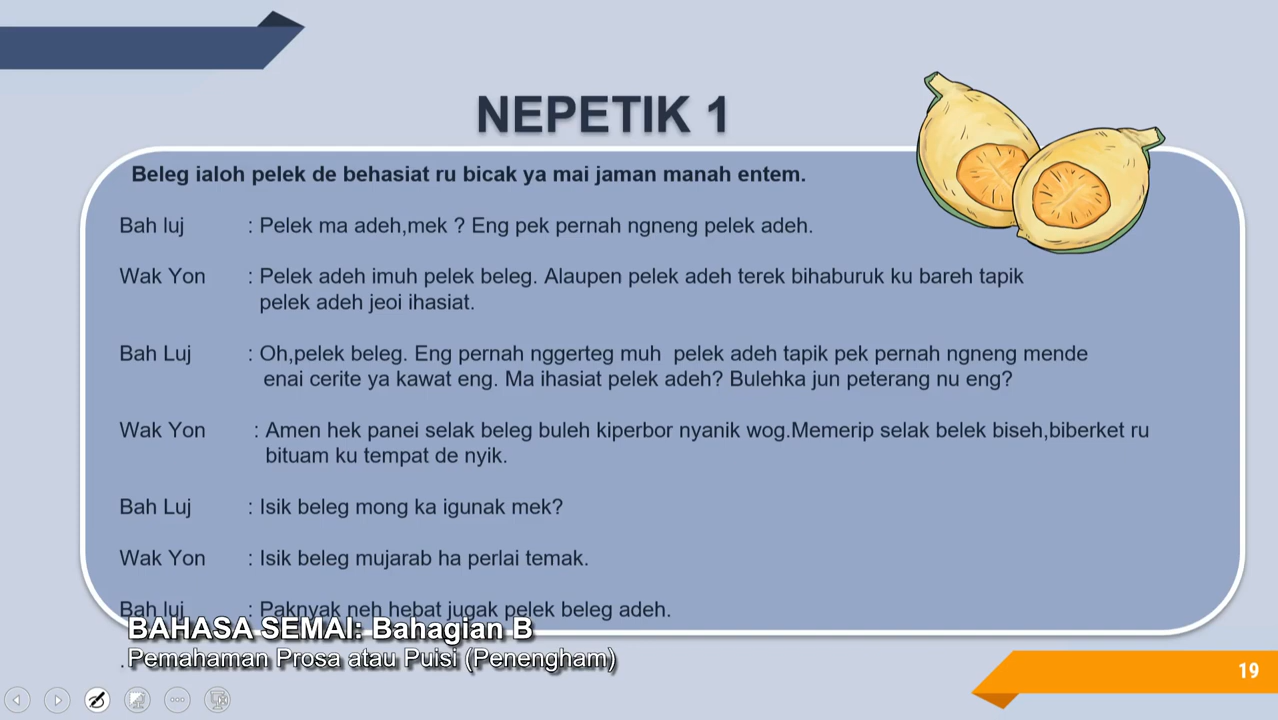 NEPETIK 1
Beleg ialoh pelek de behasiat ru bicak ya mai jaman manah entem.
Bah luj : Pelek ma adeh,mek ? Eng pek pernah ngneng pelek adeh.
Wak Yon : Pelek adeh imuh pelek beleg. Alaupen pelek adeh terek bihaburuk ku bareh tapik
pelek adeh jeoi ihasiat.
Bah Luj : Oh,pelek beleg. Eng pernah nggerteg muh pelek adeh tapik pek pernah ngneng mende
enai cerite ya kawat eng. Ma ihasiat pelek adeh? Bulehka jun peterang nu eng?
Wak Yon : Amen hek panei selak beleg buleh kiperbor nyanik wog.Memerip selak belek biseh,biberket ru
bituam ku tempat de nyik.
Bah Luj : Isik beleg mong ka igunak mek?
Wak Yon : Isik beleg mujarab ha perlai temak.
Bah luj : Paknyak neh hebat jugak pelek beleg adeh.
BAHASA SEMAI: Bahagian B
.
Pemahaman Prosa atau Puisi (Penengham)
19